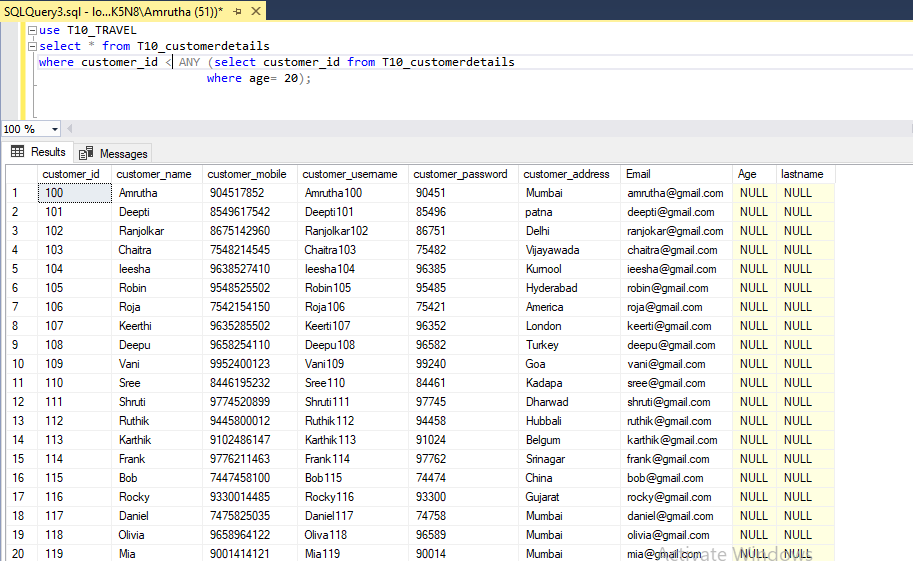 SQLQuery3.sql - lo...K5N8\Amrutha (51))*
use T10_TRAVEL
select * from T10_customerdetails
where customer_id < ANY (select customer_id from T10_customerdetails
where age= 20);
100 %
Results Messages
customer_id customer_name customer_mobile customer_username customer_password customer_address Email Age lastname
1 100 Amrutha 904517852 Amrutha100 90451 Mumbai amrutha@gmail.com NULL NULL
2 101 Deepti 8549617542 Deepti101 85496 patna deepti@gmail.com NULL NULL
3 102 Ranjolkar 8675142960 Ranjolkar102 86751 Delhi ranjokar@gmail.com NULL NULL
4 103 Chaitra 7548214545 Chaitra103 75482 Vijayawada chaitra@gmail.com NULL NULL
5 104 Ieesha 9638527410 Ieesha104 96385 Kurnool ieesha@gmail.com NULL NULL
6 105 Robin 9548525502 Robin105 95485 Hyderabad robin@gmail.com NULL NULL
7 106 Roja 7542154150 Roja106 75421 America roja@gmail.com NULL NULL
8 107 Keerthi 9635285502 Keerti107 96352 London keerti@gmail.com NULL NULL
9 108 Deepu 9658254110 Deepu108 96582 Turkey deepu@gmail.com NULL NULL
10 109 Vani 9952400123 Vani109 99240 Goa vani@gmail.com NULL NULL
11 110 Sree 8446195232 Sree110 84461 Kadapa sree@gmail.com NULL NULL
12 111 Shruti 9774520899 Shruti111 97745 Dharwad shruti@gmail.com NULL NULL
13 112 Ruthik 9445800012 Ruthik112 94458 Hubbali ruthik@gmail.com NULL NULL
14 113 Karthik 9102486147 Karthik113 91024 Belgum karthik@gmail.com NULL NULL
15 114 Frank 9776211463 Frank114 97762 Srinagar frank@gmail.com NULL NULL
16 115 Bob 7447458100 Bob115 74474 China bob@gmail.com NULL NULL
17 116 Rocky 9330014485 Rocky116 93300 Gujarat rocky@gmail.com NULL NULL
18 117 Daniel 7475825035 Daniel117 74758 Mumbai daniel@gmail.com NULL NULL
19 118 Olivia 9658964122 Oliva118 96589 Mumbai olivia@gmail.com NULL NULL
20 119 Mia 9001414121 Mia119 90014 Mumbai mia@gmail.com NULL NULL
Activate Windows